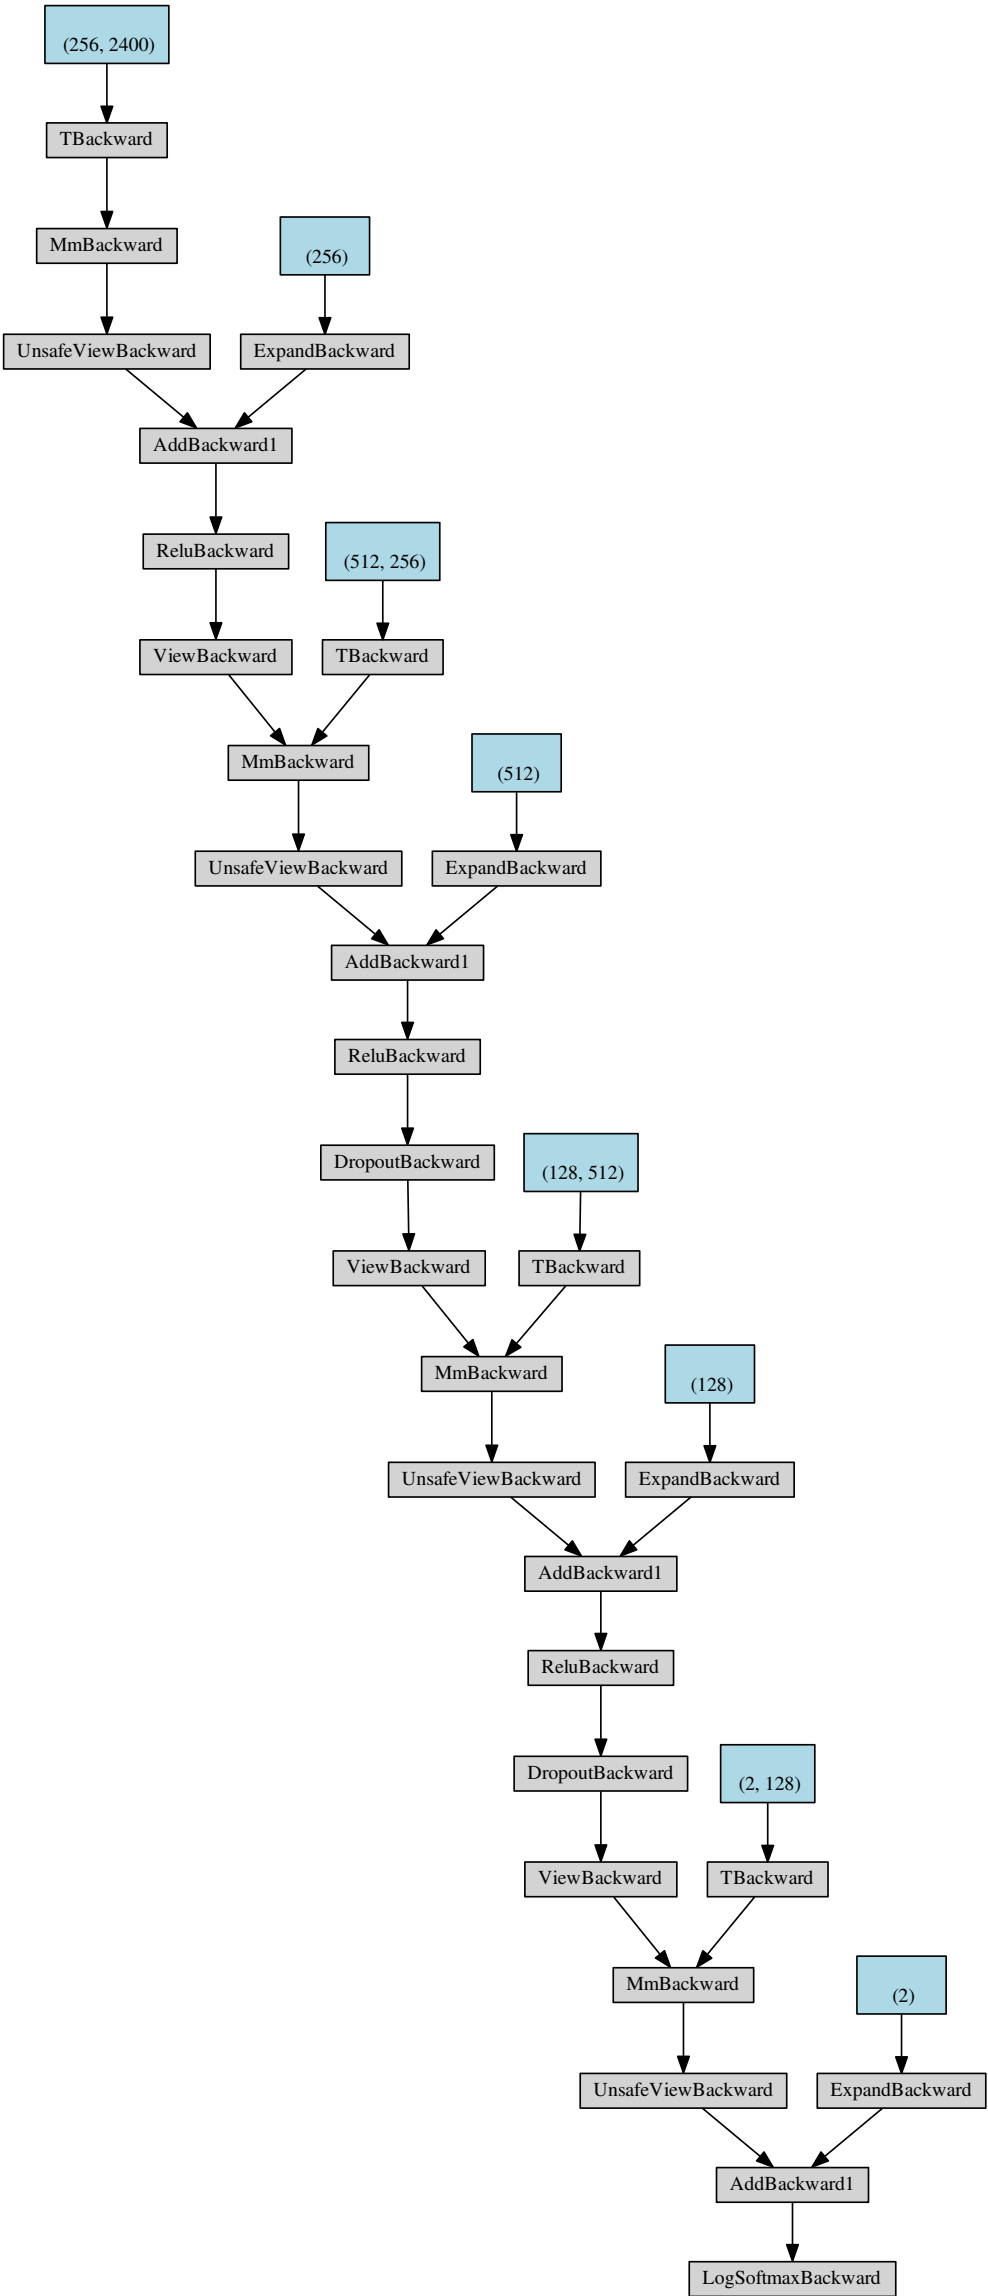 (256, 2400)
TBackward
MmBackward
(256)
UnsafeViewBackward
ExpandBackward
AddBackward1
ReluBackward
(512, 256)
ViewBackward
TBackward
MmBackward
(512)
UnsafeViewBackward
ExpandBackward
AddBackward1
ReluBackward
DropoutBackward
(128, 512)
ViewBackward
TBackward
MmBackward
(128)
UnsafeViewBackward
ExpandBackward
AddBackward1
ReluBackward
DropoutBackward
(2, 128)
ViewBackward
TBackward
MmBackward
(2)
UnsafeViewBackward
ExpandBackward
AddBackward1
LogSoftmaxBackward